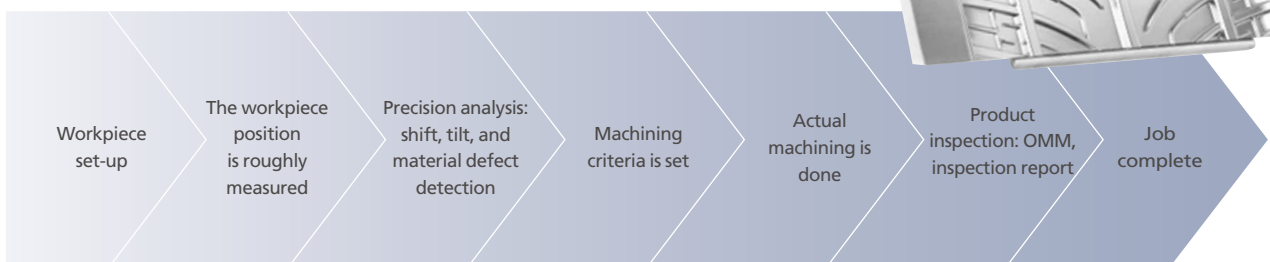 Workpiece
set-up
The workpiece
position
is roughly
measured
Precision analysis:
shift, tilt, and
material defect
detection
Machining
criteria is set
Actual
machining is
done
Product
inspection: OMM,
inspection report
Job
complete